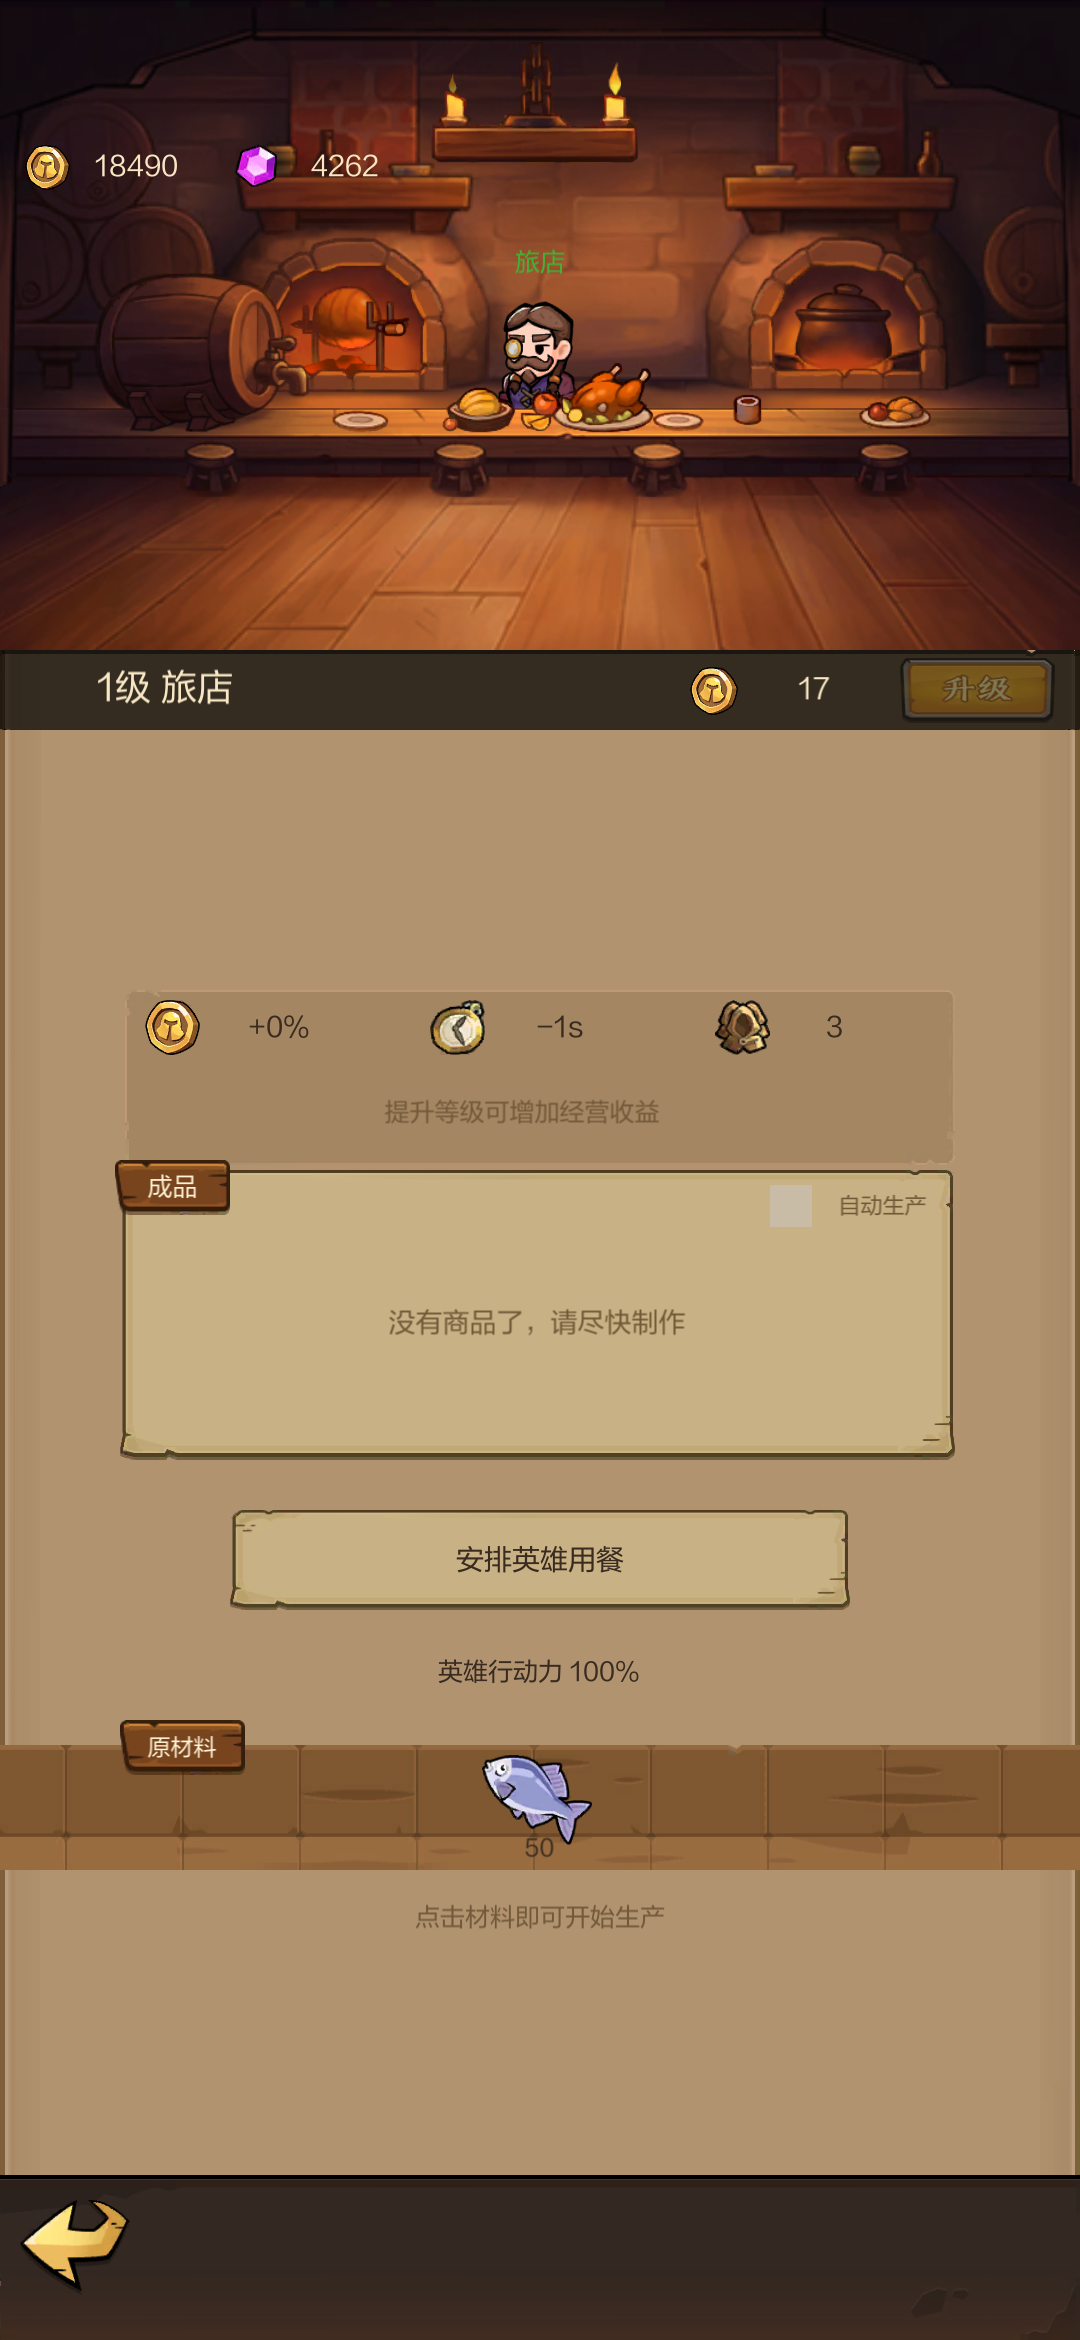 18490 4262
旅店
1级 旅店 17 升级
+0% -1s 3
提升等级可增加经营收益
成品
自动生产
没有商品了，请尽快制作
安排英雄用餐
英雄行动力 100%
原材料
50
点击材料即可开始生产